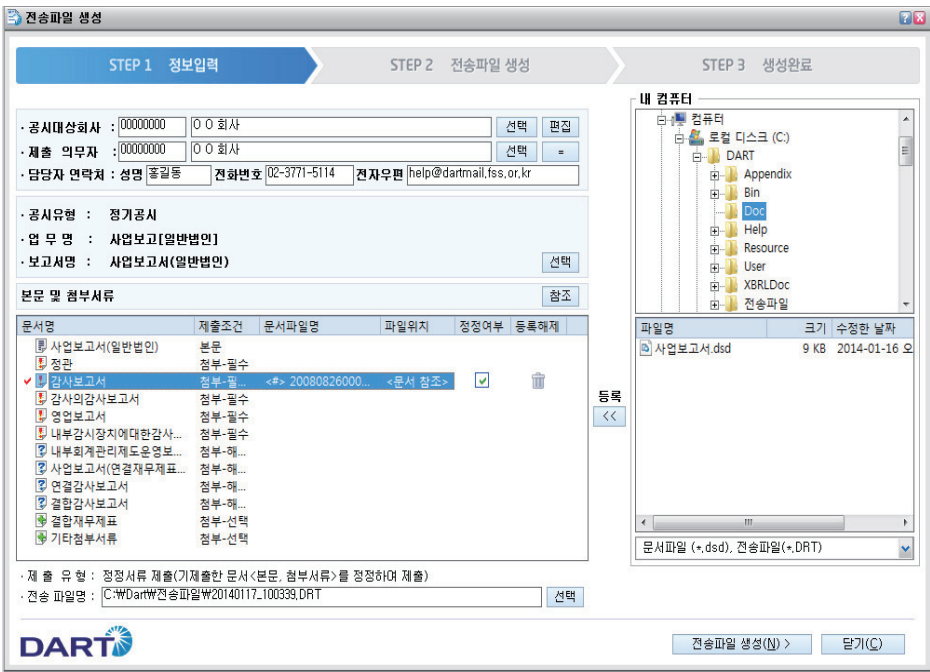 전송파일 생성
STEP 1 정보입력
STEP 2 전송파일 생성
STEP 3 생성완료
· 공시대상회사 : 00000000 O O 회사 선택 편집
· 제출 의무자 : 00000000 O O 회사 선택 =
· 담당자 연락처 : 성명 홍길동 전화번호 02-3771-5114 전자우편 help@dartmail.fss.or.kr
· 공시유형 : 정기공시
· 업 무 명 : 사업보고[일반법인]
· 보고서명 : 사업보고서(일반법인) 선택
본문 및 첨부서류 참조
문서명 제출조건 문서파일명 파일위치 정정여부 등록해제
사업보고서(일반법인) 본문
정관 첨부-필수
감사보고서 첨부-필... <#> 20080826000... <문서 참조>
감사의감사보고서 첨부-필수
영업보고서 첨부-필수
내부감시장치에대한감사... 첨부-필수
내부회계관리제도운영보... 첨부-해...
사업보고서(연결재무제표... 첨부-해...
연결감사보고서 첨부-해...
결합감사보고서 첨부-해...
결합재무제표 첨부-선택
기타첨부서류 첨부-선택
· 제 출 유 형 : 정정서류 제출(기제출한 문서<본문, 첨부서류>를 정정하여 제출)
· 전송 파일명 : C:₩Dart₩전송파일₩20140117_100339.DRT 선택
등록
<<
내 컴퓨터
컴퓨터
로컬 디스크 (C:)
DART
Appendix
Bin
Doc
Help
Resource
User
XBRLDoc
전송파일
파일명 크기 수정한 날짜
사업보고서.dsd 9 KB 2014-01-16 오
문서파일 (*.dsd), 전송파일(*.DRT)
DART
전송파일 생성(N) >
닫기(C)